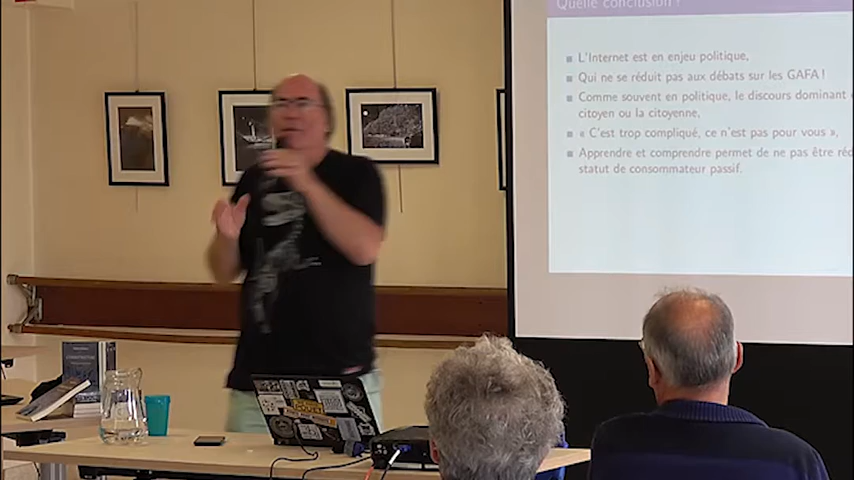 Quelle conclusion ?
L'Internet est en enjeu politique,
Qui ne se réduit pas aux débats sur les GAFA !
Comme souvent en politique, le discours dominant
citoyen ou la citoyenne,
« C'est trop compliqué, ce n'est pas pour vous »,
Apprendre et comprendre permet de ne pas être
statut de consommateur passif.